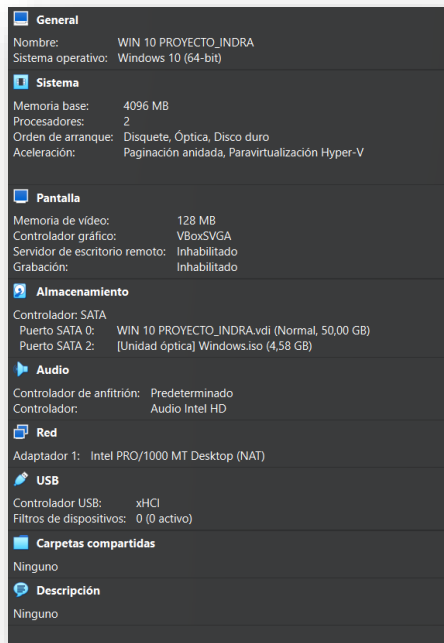 General
Nombre: WIN 10 PROYECTO_INDRA
Sistema operativo: Windows 10 (64-bit)
Sistema
Memoria base: 4096 MB
Procesadores: 2
Orden de arranque: Disquete, Óptica, Disco duro
Aceleración: Paginación anidada, Paravirtualización Hyper-V
Pantalla
Memoria de vídeo: 128 MB
Controlador gráfico: VBoxSVGA
Servidor de escritorio remoto: Inhabilitado
Grabación: Inhabilitado
Almacenamiento
Controlador: SATA
Puerto SATA 0: WIN 10 PROYECTO_INDRA.vdi (Normal, 50,00 GB)
Puerto SATA 2: [Unidad óptica] Windows.iso (4,58 GB)
Audio
Controlador de anfitrión: Predeterminado
Controlador: Audio Intel HD
Red
Adaptador 1: Intel PRO/1000 MT Desktop (NAT)
USB
Controlador USB: xHCI
Filtros de dispositivos: 0 (0 activo)
Carpetas compartidas
Ninguno
Descripción
Ninguno